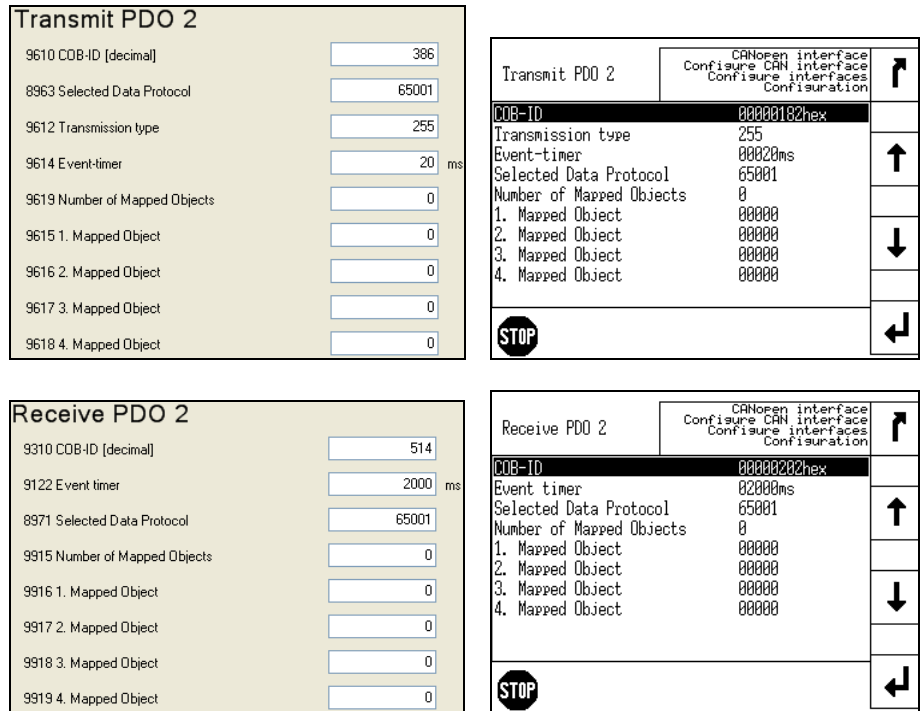 Transmit PDO 2
9610 COB-ID [decimal] 386
8963 Selected Data Protocol 65001
9612 Transmission type 255
9614 Event-timer 20 ms
9619 Number of Mapped Objects 0
9615 1. Mapped Object 0
9616 2. Mapped Object 0
9617 3. Mapped Object 0
9618 4. Mapped Object 0
Transmit PDO 2
CANopen interface
Configure CAN interface
Configure interfaces
Configuration
COB-ID 00000182hex
Transmission type 255
Event-timer 00020ms
Selected Data Protocol 65001
Number of Mapped Objects 0
1. Mapped Object 00000
2. Mapped Object 00000
3. Mapped Object 00000
4. Mapped Object 00000
STOP
Receive PDO 2
9310 COB-ID [decimal] 514
9122 Event timer 2000 ms
8971 Selected Data Protocol 65001
9915 Number of Mapped Objects 0
9916 1. Mapped Object 0
9917 2. Mapped Object 0
9918 3. Mapped Object 0
9919 4. Mapped Object 0
Receive PDO 2
CANopen interface
Configure CAN interface
Configure interfaces
Configuration
COB-ID 00000202hex
Event timer 02000ms
Selected Data Protocol 65001
Number of Mapped Objects 0
1. Mapped Object 00000
2. Mapped Object 00000
3. Mapped Object 00000
4. Mapped Object 00000
STOP